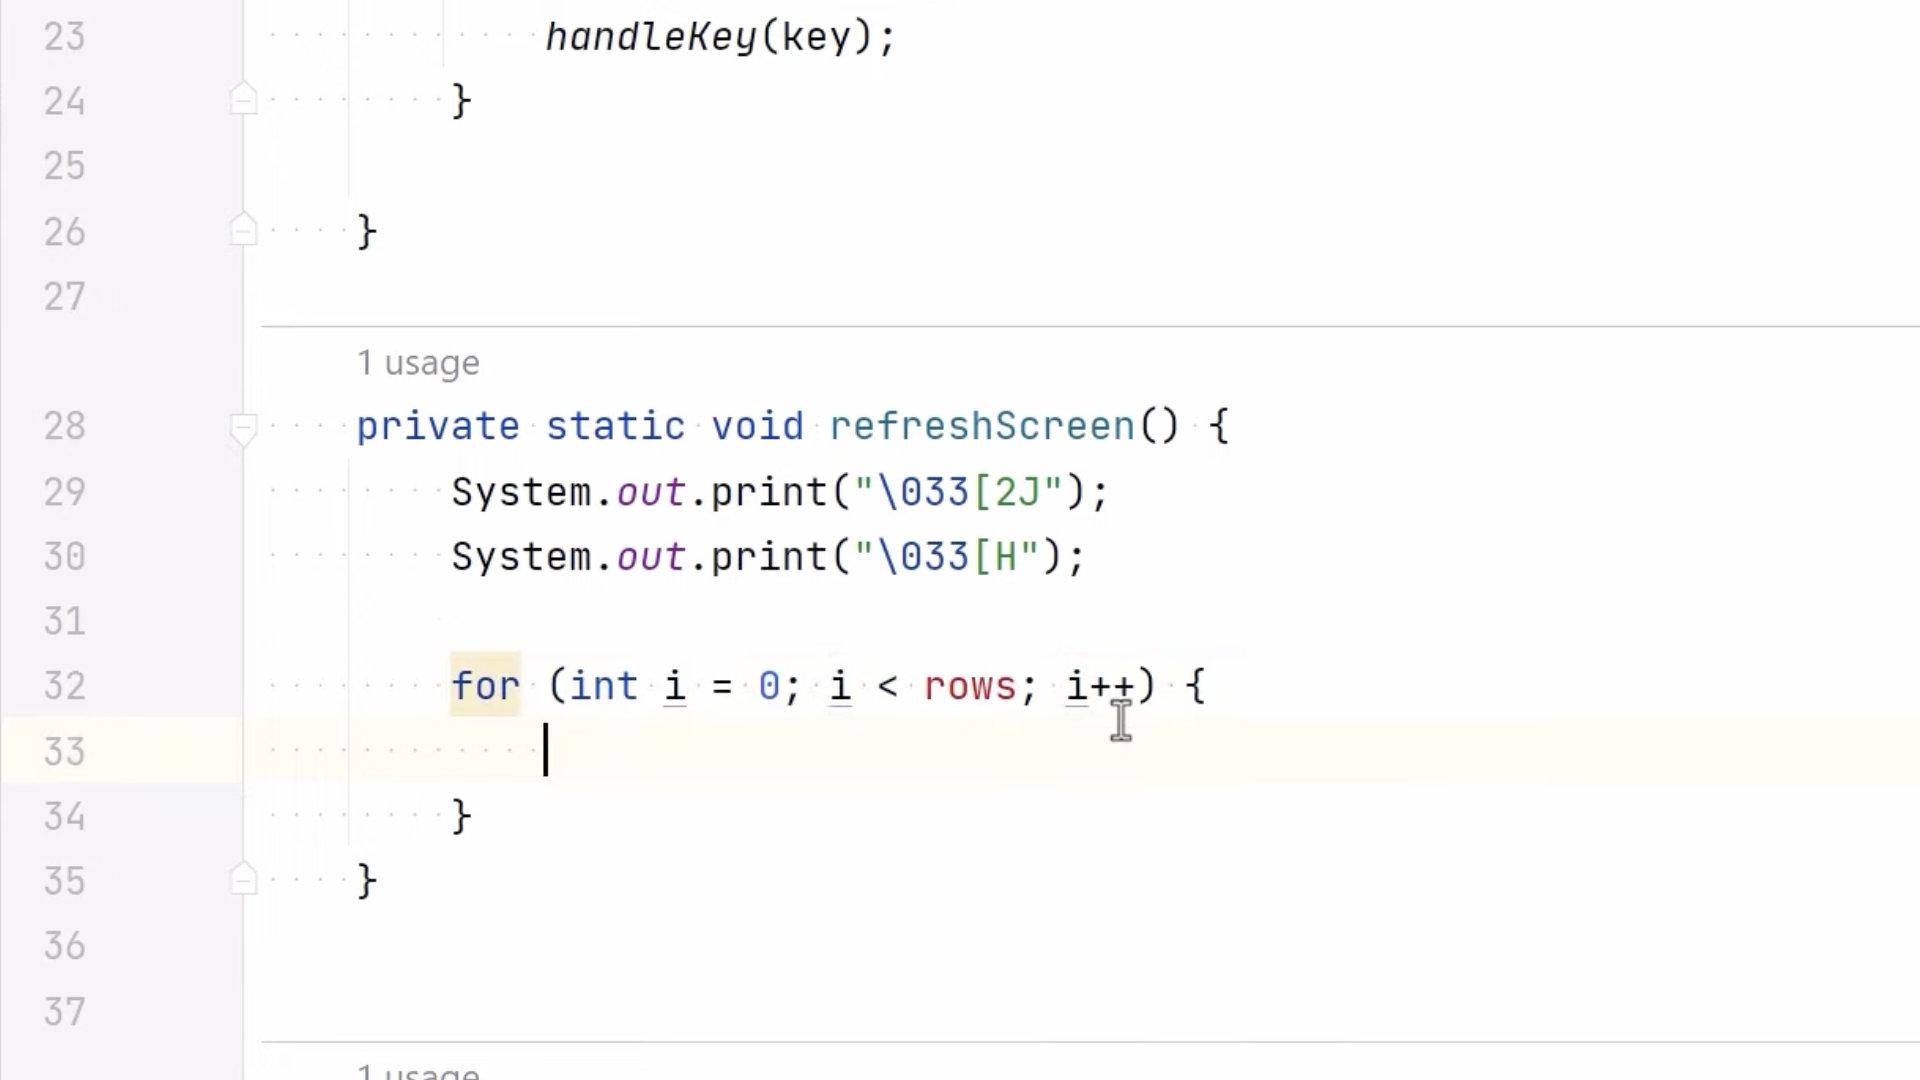 23 handleKey(key);
24 }
25
26 }
27
1 usage
28 private static void refreshScreen() {
29 System.out.print("\033[2J");
30 System.out.print("\033[H");
31
32 for (int i = 0; i < rows; i++) {
33
34 }
35 }
36
37
1 usage